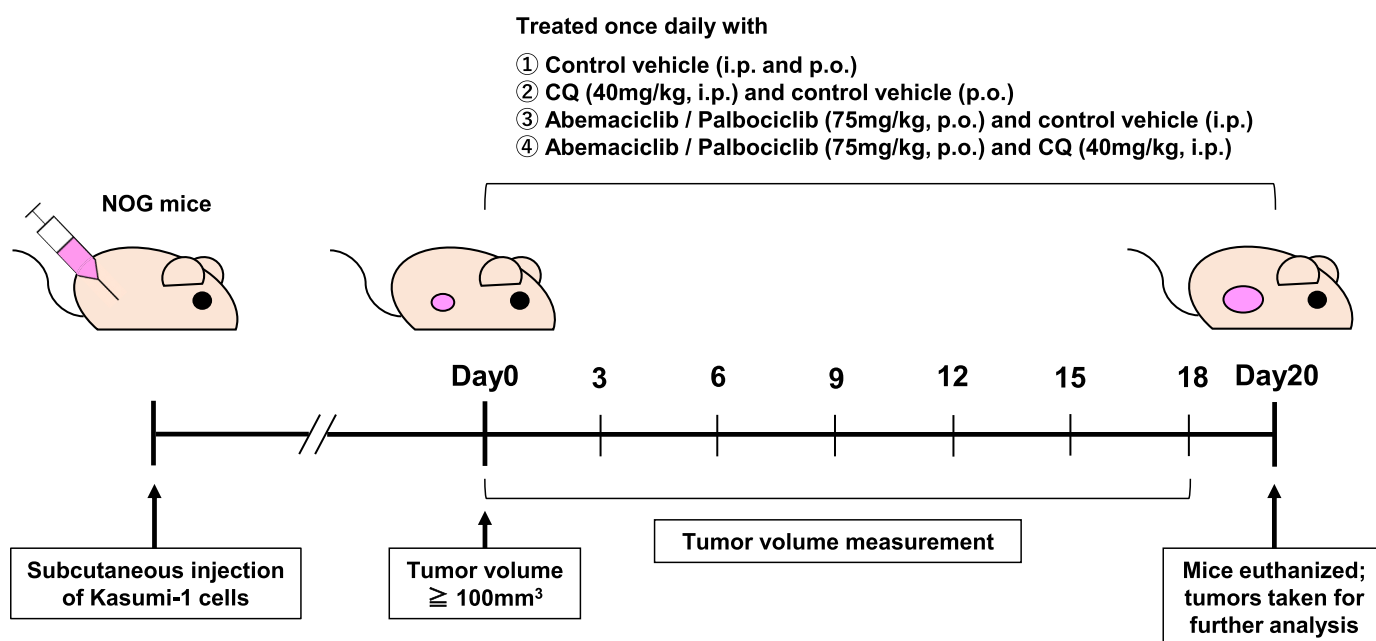 Treated once daily with
① Control vehicle (i.p. and p.o.)
② CQ (40mg/kg, i.p.) and control vehicle (p.o.)
③ Abemaciclib / Palbociclib (75mg/kg, p.o.) and control vehicle (i.p.)
④ Abemaciclib / Palbociclib (75mg/kg, p.o.) and CQ (40mg/kg, i.p.)
NOG mice
Day0 3 6 9 12 15 18 Day20
Subcutaneous injection
of Kasumi-1 cells
Tumor volume
≧ 100mm³
Tumor volume measurement
Mice euthanized;
tumors taken for
further analysis